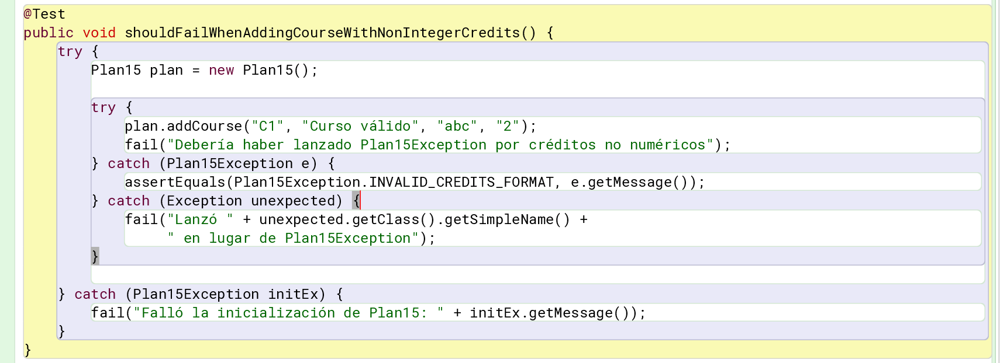 @Test
public void shouldFailWhenAddingCourseWithNonIntegerCredits() {
try {
Plan15 plan = new Plan15();
try {
plan.addCourse("C1", "Curso válido", "abc", "2");
fail("Debería haber lanzado Plan15Exception por créditos no numéricos");
} catch (Plan15Exception e) {
assertEquals(Plan15Exception.INVALID_CREDITS_FORMAT, e.getMessage());
} catch (Exception unexpected) {
fail("Lanzó " + unexpected.getClass().getSimpleName() +
" en lugar de Plan15Exception");
}
} catch (Plan15Exception initEx) {
fail("Falló la inicialización de Plan15: " + initEx.getMessage());
}
}